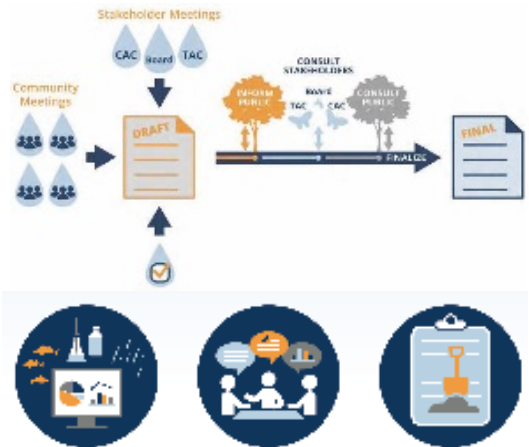 Stakeholder Meetings
CAC
Board
TAC
Community
Meetings
CONSULT
STAKEHOLDERS
INFORM
PUBLIC
BOARD
TAC
CAC
CONSULT
PUBLIC
DRAFT
FINAL
FINALIZE